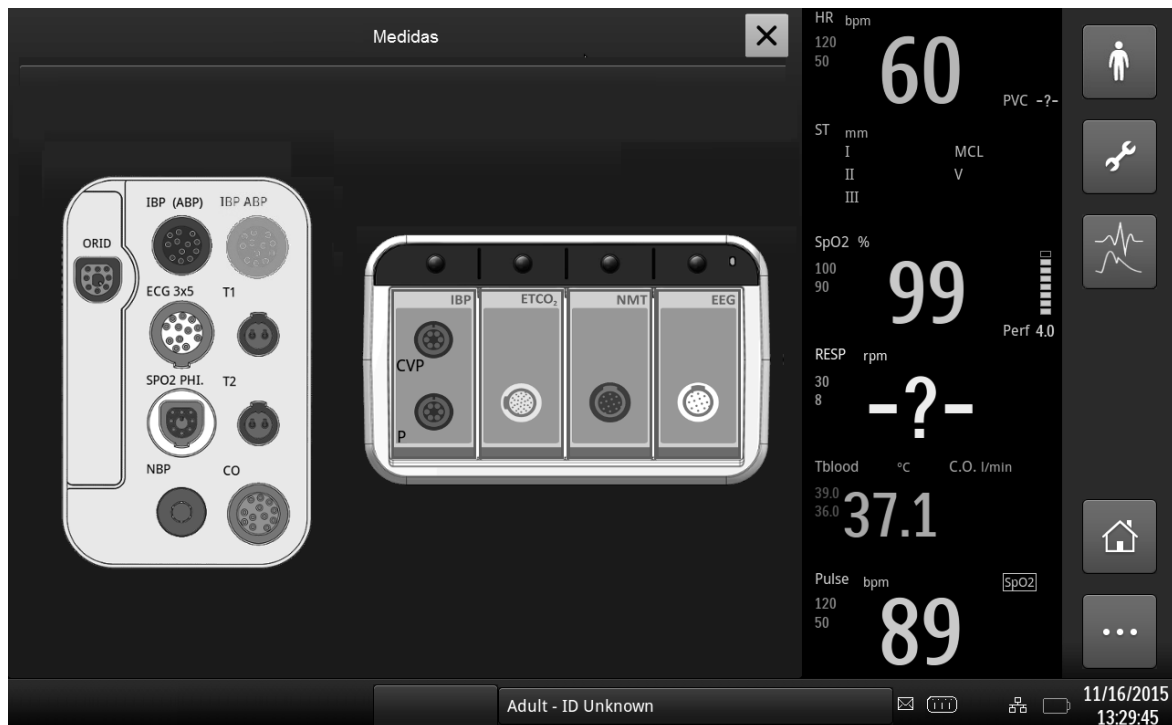 Medidas
IBP (ABP) IBP ABP
ORID
ECG 3x5 T1
SPO2 PHI. T2
NBP CO
IBP ETCO₂ NMT EEG
CVP
P
HR bpm
120
50
60
PVC -?-
ST mm
I MCL
II V
III
SpO2 %
100
90
99
Perf 4.0
RESP rpm
30
8
-?-
Tblood °C C.O. l/min
39.0
36.0
37.1
Pulse bpm SpO2
120
50
89
Adult - ID Unknown
11/16/2015
13:29:45